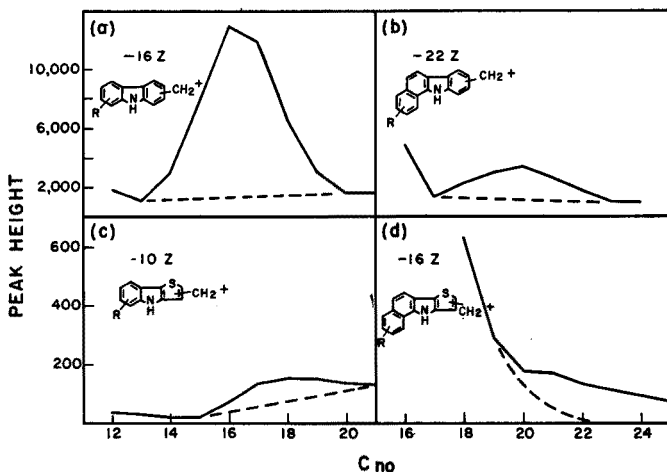 (a)
-16 Z
CH2+
N
H
R
(b)
-22 Z
CH2+
N
H
R
10,000
6,000
2,000
PEAK HEIGHT
(c)
-10 Z
S
CH2+
N
H
R
(d)
-16 Z
S
CH2+
N
H
R
600
400
200
12 14 16 18 20
16 18 20 22 24
Cno